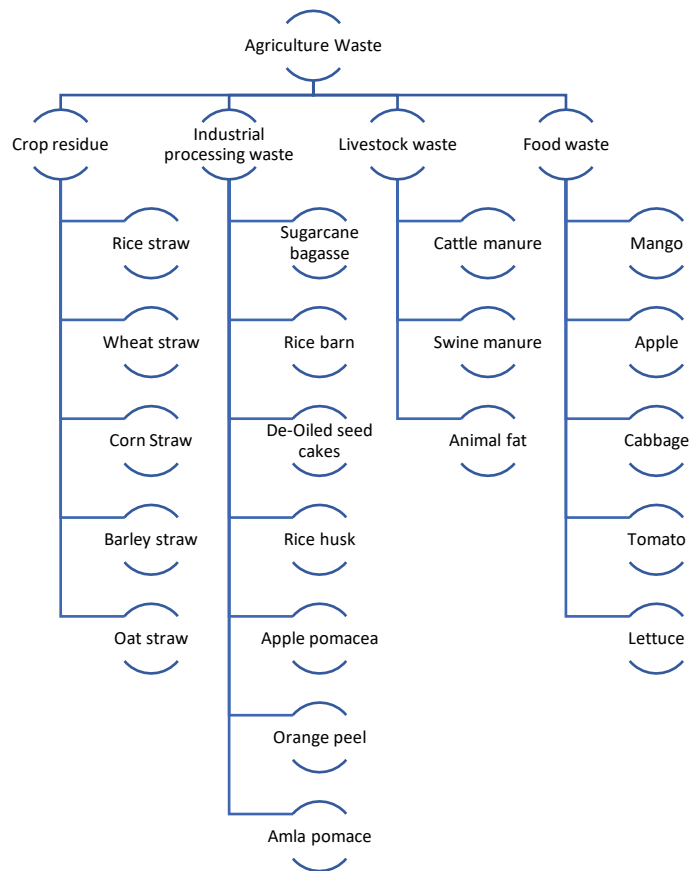 Agriculture Waste
Crop residue
Rice straw
Wheat straw
Corn Straw
Barley straw
Oat straw
Industrial
processing waste
Sugarcane
bagasse
Rice barn
De-Oiled seed
cakes
Rice husk
Apple pomacea
Orange peel
Amla pomace
Livestock waste
Cattle manure
Swine manure
Animal fat
Food waste
Mango
Apple
Cabbage
Tomato
Lettuce